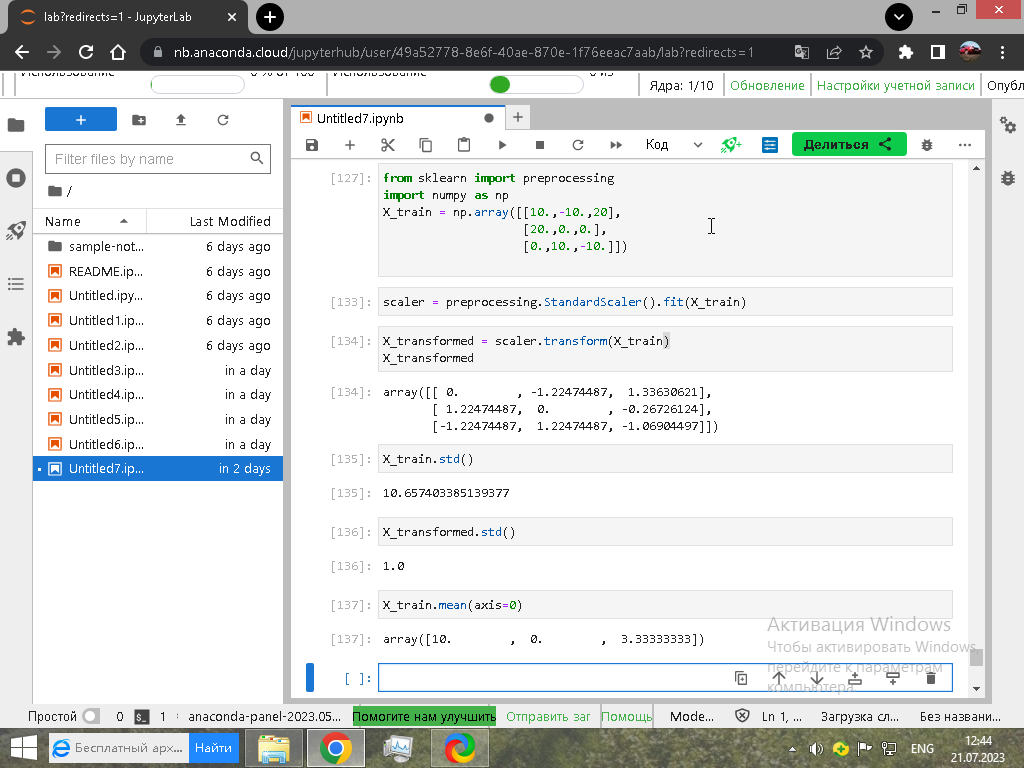 lab?redirects=1 - JupyterLab
nb.anaconda.cloud/jupyterhub/user/49a52778-8e6f-40ae-870e-1f76eeac7aab/lab?redirects=1
Использование 0 % от 100 Использование 0 из
Ядра: 1/10 Обновление Настройки учетной записи Опубл
Untitled7.ipynb
Код Делиться
Filter files by name
/
Name Last Modified
sample-not... 6 days ago
README.ip... 6 days ago
Untitled.ipy... 6 days ago
Untitled1.ip... 6 days ago
Untitled2.ip... 6 days ago
Untitled3.ip... in a day
Untitled4.ip... in a day
Untitled5.ip... in a day
Untitled6.ip... in a day
Untitled7.ip... in 2 days
[127]: from sklearn import preprocessing
import numpy as np
X_train = np.array([[10.,-10.,20],
[20.,0.,0.],
[0.,10.,-10.]])
[133]: scaler = preprocessing.StandardScaler().fit(X_train)
[134]: X_transformed = scaler.transform(X_train)
X_transformed
[134]: array([[ 0. , -1.22474487, 1.33630621],
[ 1.22474487, 0. , -0.26726124],
[-1.22474487, 1.22474487, -1.06904497]])
[135]: X_train.std()
[135]: 10.657403385139377
[136]: X_transformed.std()
[136]: 1.0
[137]: X_train.mean(axis=0)
[137]: array([10. , 0. , 3.33333333])
[ ]:
Активация Windows
Чтобы активировать Windows,
перейдите к параметрам
компьютера.
Простой 0 $_ 1 anaconda-panel-2023.05... Помогите нам улучшить Отправить заг Помощь Mode... Ln 1, ... Загрузка сл... Без названи...
Бесплатный арх... Найти
ENG
12:44
21.07.2023